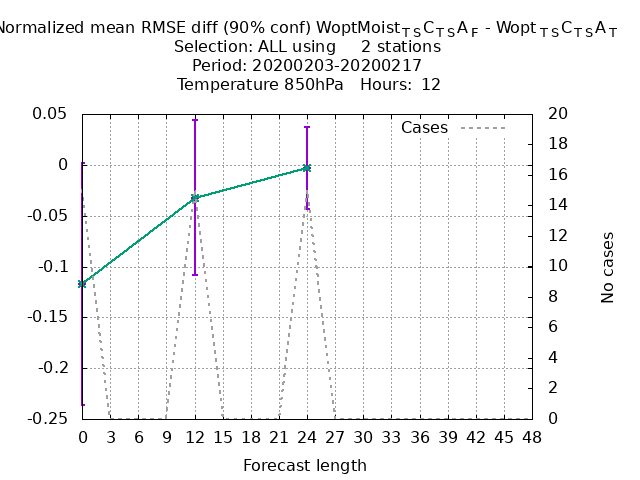 Normalized mean RMSE diff (90% conf) WoptMoistTSCTSAF - WoptTSCTSAT
Selection: ALL using 2 stations
Period: 20200203-20200217
Temperature 850hPa Hours: 12
Cases
0.05
0
-0.05
-0.1
-0.15
-0.2
-0.25
20
18
16
14
12
10
8
6
4
2
0
No cases
0 3 6 9 12 15 18 21 24 27 30 33 36 39 42 45 48
Forecast length